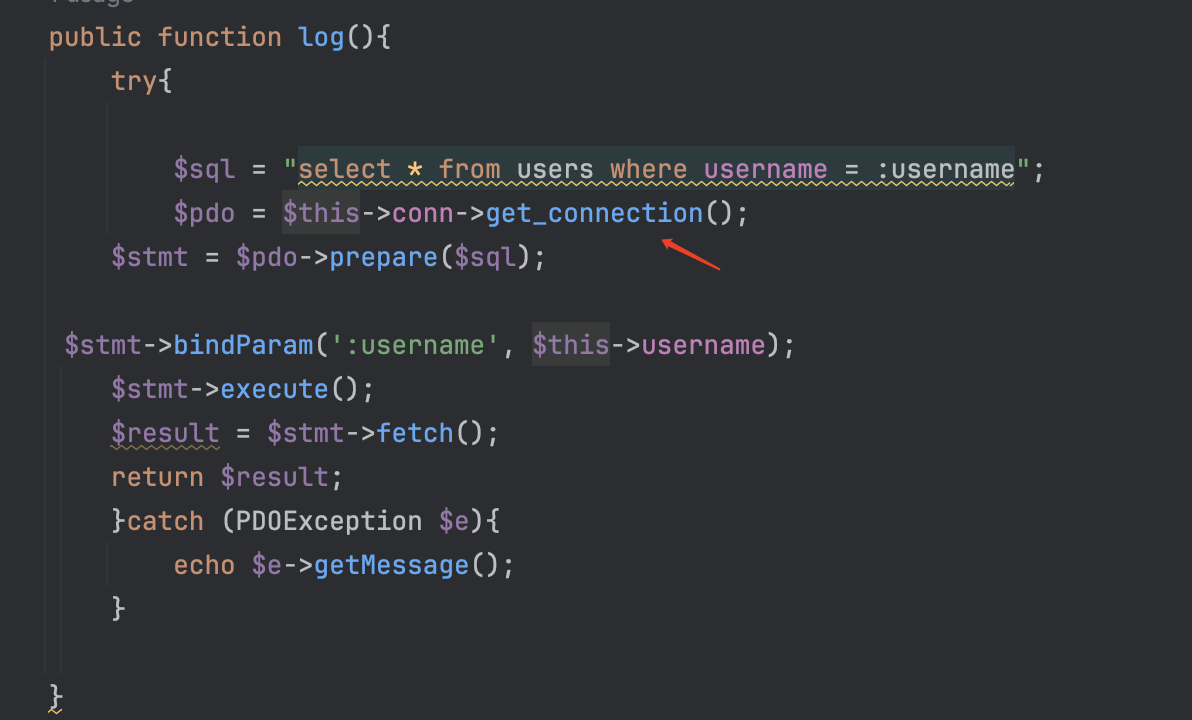 public function log(){
try{
$sql = "select * from users where username = :username";
$pdo = $this->conn->get_connection();
$stmt = $pdo->prepare($sql);
$stmt->bindParam(':username', $this->username);
$stmt->execute();
$result = $stmt->fetch();
return $result;
}catch (PDOException $e){
echo $e->getMessage();
}
}